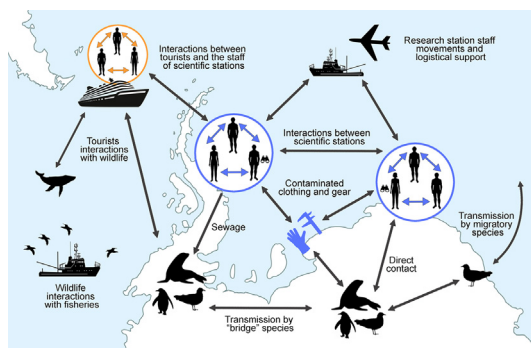 Interactions between
tourists and the staff
of scientific stations
Research station staff
movements and
logistical support
Tourists
interactions
with wildlife
Interactions between
scientific stations
Contaminated
clothing and gear
Sewage
Transmission
by migratory
species
Direct
contact
Wildlife
interactions
with fisheries
Transmission by
"bridge" species